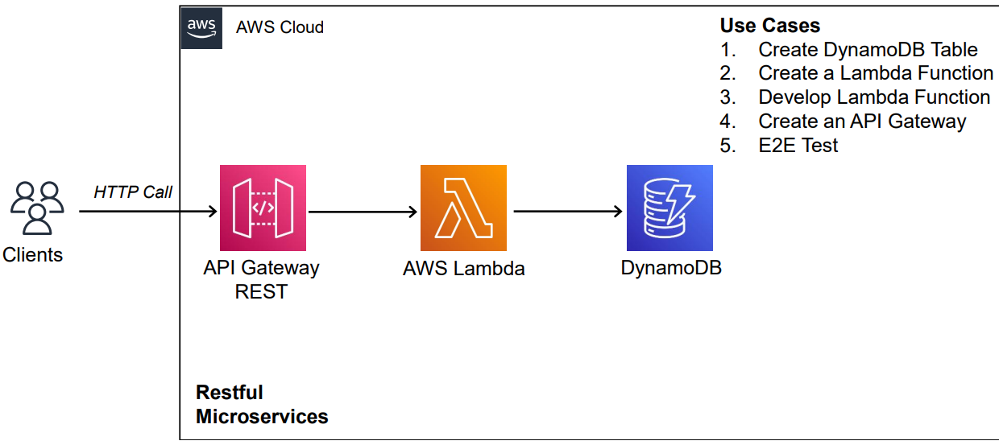 aws
AWS Cloud
Use Cases
1. Create DynamoDB Table
2. Create a Lambda Function
3. Develop Lambda Function
4. Create an API Gateway
5. E2E Test
HTTP Call
Clients
</>
API Gateway
REST
AWS Lambda
DynamoDB
Restful
Microservices